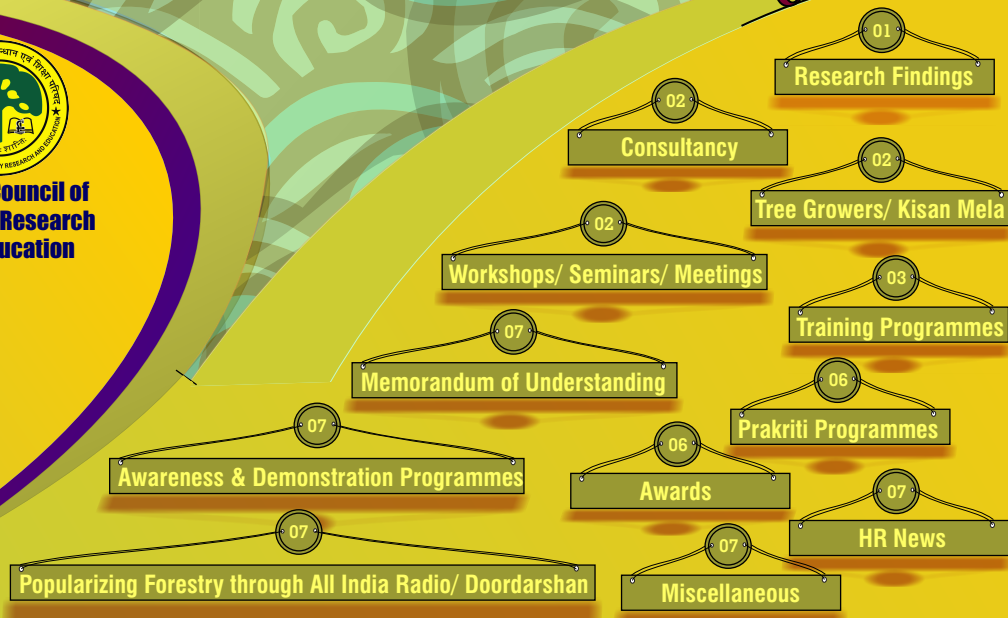 ouncil of
Research
ucation
01
Research Findings
02
Consultancy
02
Tree Growers/ Kisan Mela
02
Workshops/ Seminars/ Meetings
03
Training Programmes
07
Memorandum of Understanding
06
Prakriti Programmes
07
Awareness & Demonstration Programmes
06
Awards
07
HR News
07
Popularizing Forestry through All India Radio/ Doordarshan
07
Miscellaneous